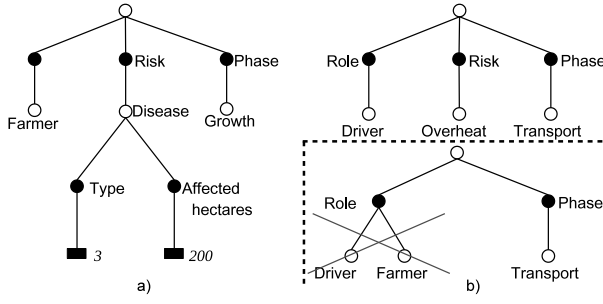 Risk
Phase
Farmer
Disease
Growth
Type
Affected
hectares
3
200
a)
Role
Risk
Phase
Driver
Overheat
Transport
Role
Phase
Driver
Farmer
Transport
b)